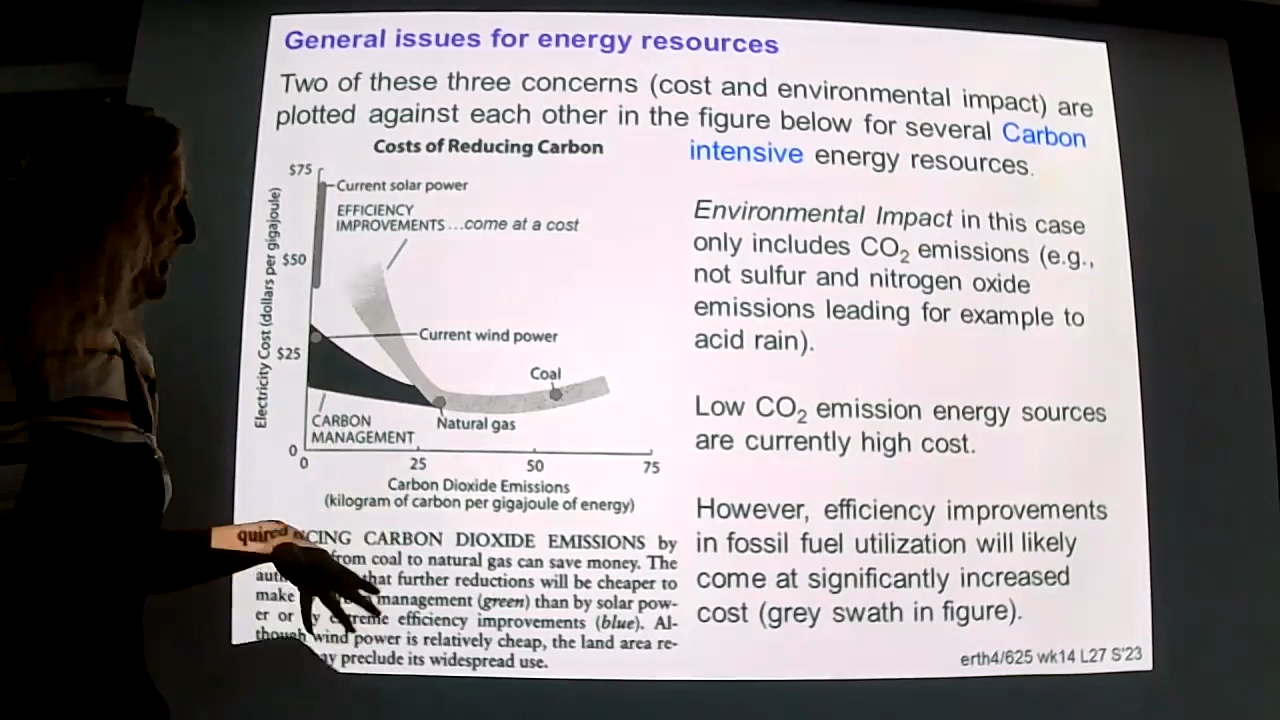 General issues for energy resources
Two of these three concerns (cost and environmental impact) are
plotted against each other in the figure below for several Carbon
intensive energy resources.
Costs of Reducing Carbon
$75
Current solar power
EFFICIENCY
IMPROVEMENTS ...come at a cost
$50
Electricity Cost (dollars per gigajoule)
Current wind power
$25
Coal
CARBON
MANAGEMENT
Natural gas
0
0 25 50 75
Carbon Dioxide Emissions
(kilogram of carbon per gigajoule of energy)
CING CARBON DIOXIDE EMISSIONS by
from coal to natural gas can save money. The
that further reductions will be cheaper to
make management (green) than by solar pow-
er or by extreme efficiency improvements (blue). Al-
though wind power is relatively cheap, the land area re-
quired may preclude its widespread use.
Environmental Impact in this case
only includes CO₂ emissions (e.g.,
not sulfur and nitrogen oxide
emissions leading for example to
acid rain).
Low CO₂ emission energy sources
are currently high cost.
However, efficiency improvements
in fossil fuel utilization will likely
come at significantly increased
cost (grey swath in figure).
erth4/625 wk14 L27 S'23